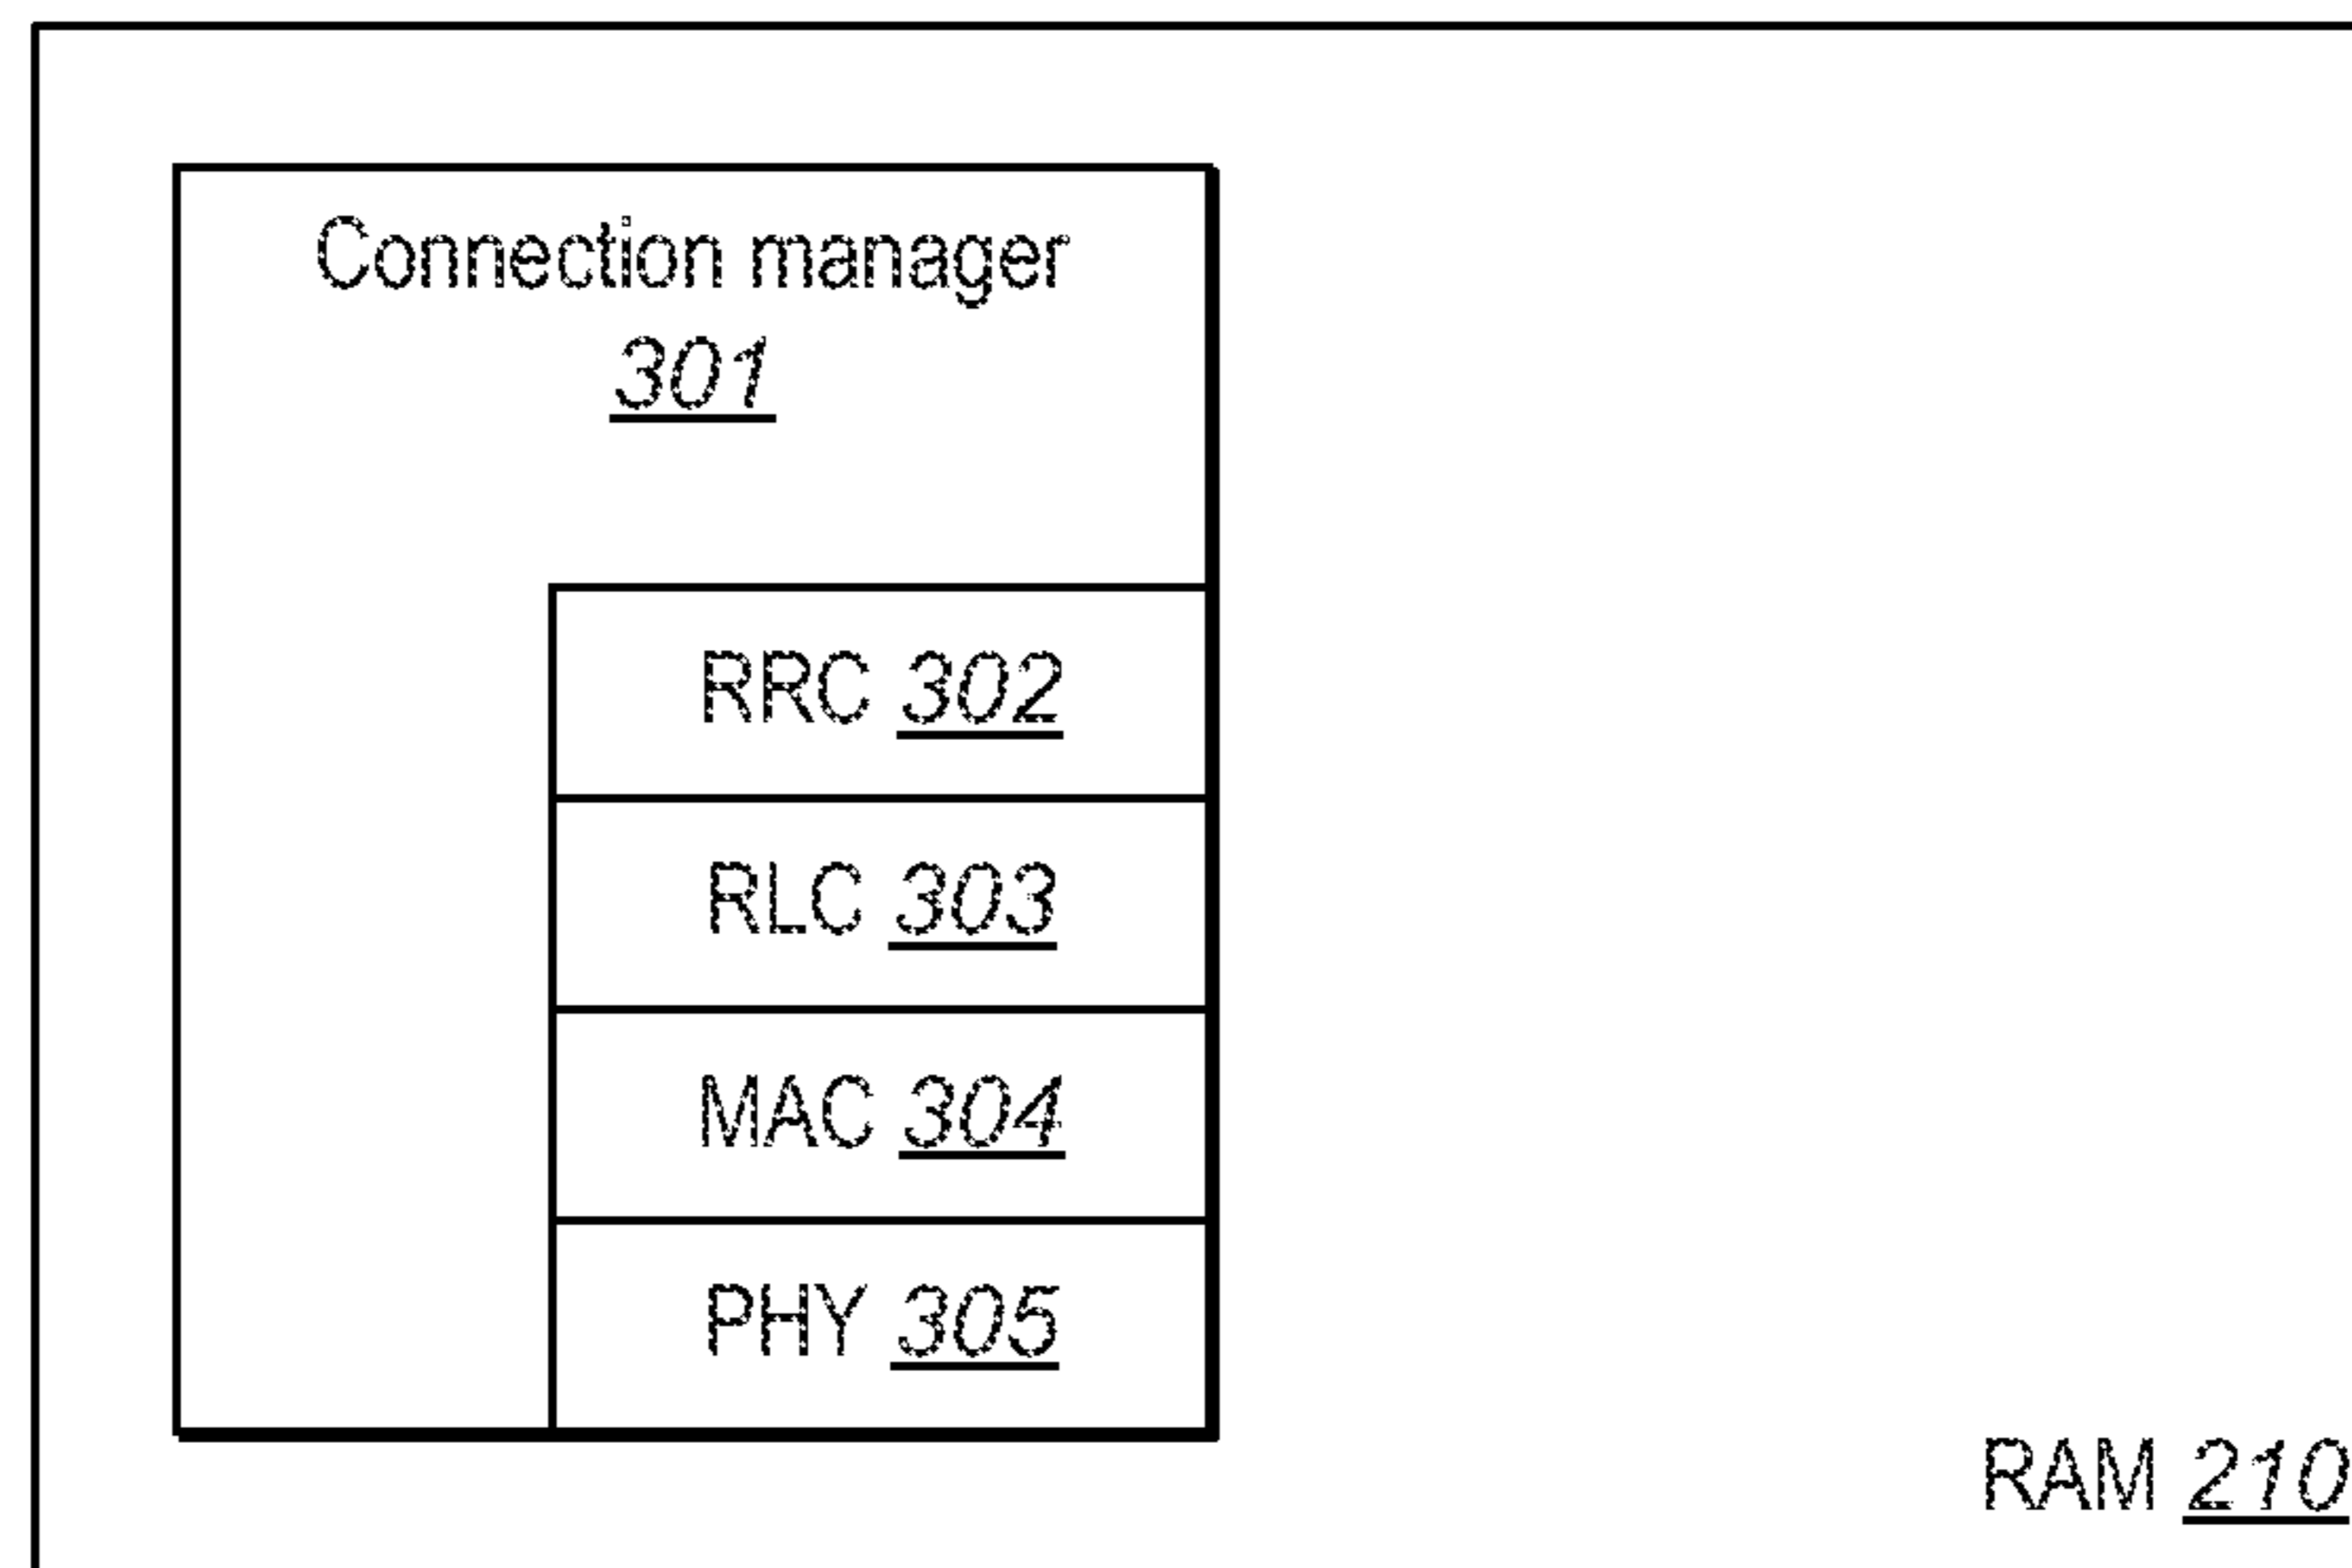 Connection manager
301
RRC 302
RLC 303
MAC 304
PHY 305
RAM 210